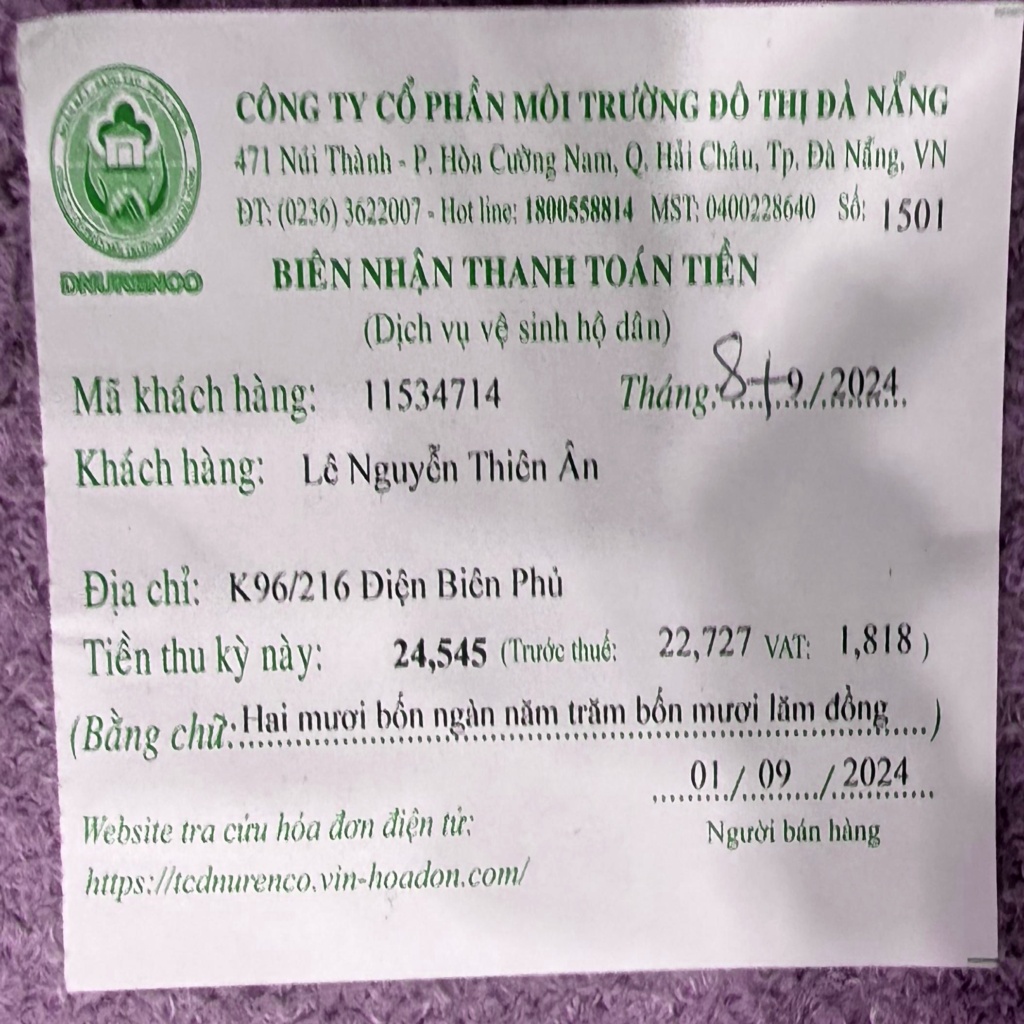 CÔNG TY CỔ PHẦN MÔI TRƯỜNG ĐÔ THỊ ĐÀ NẴNG
471 Núi Thành - P. Hòa Cường Nam, Q. Hải Châu, Tp. Đà Nẵng, VN
ĐT: (0236) 3622007 - Hot line: 1800558814 MST: 0400228640 Số: 1501
DNURENCO
BIÊN NHẬN THANH TOÁN TIỀN
(Dịch vụ vệ sinh hộ dân)
Mã khách hàng: 11534714 Tháng: 8+9/2024
Khách hàng: Lê Nguyễn Thiên Ân
Địa chỉ: K96/216 Điện Biên Phủ
Tiền thu kỳ này: 24,545 (Trước thuế: 22,727 VAT: 1,818 )
(Bằng chữ: Hai mươi bốn ngàn năm trăm bốn mươi lăm đồng)
01 / 09 / 2024
Người bán hàng
Website tra cứu hóa đơn điện tử:
https://tcdnurenco.vin-hoadon.com/